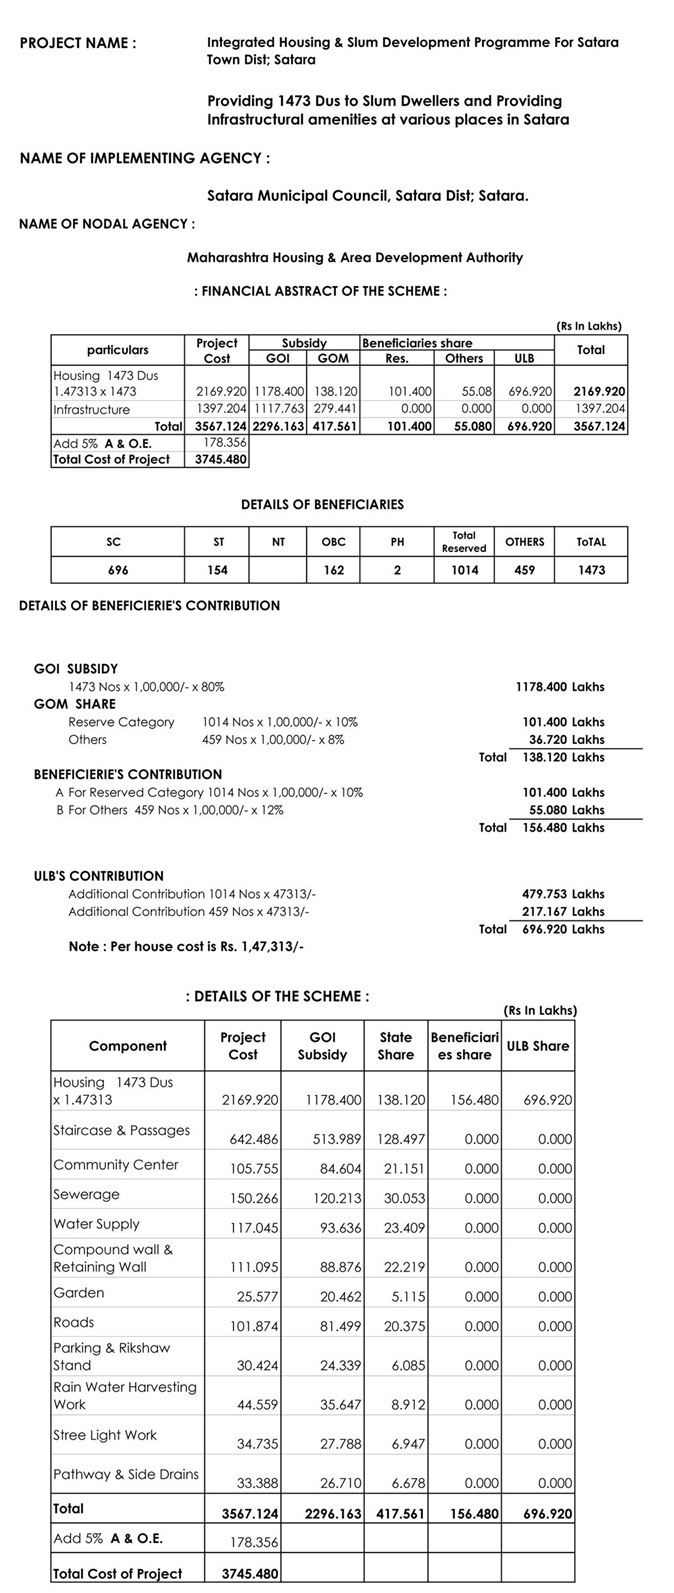 PROJECT NAME : Integrated Housing & Slum Development Programme For Satara
Town Dist; Satara
Providing 1473 Dus to Slum Dwellers and Providing
Infrastructural amenities at various places in Satara
NAME OF IMPLEMENTING AGENCY :
Satara Municipal Council, Satara Dist; Satara.
NAME OF NODAL AGENCY :
Maharashtra Housing & Area Development Authority
: FINANCIAL ABSTRACT OF THE SCHEME :
(Rs In Lakhs)
particulars Project Cost Subsidy Beneficiaries share Total
GOI GOM Res. Others ULB
Housing 1473 Dus
1.47313 x 1473 2169.920 1178.400 138.120 101.400 55.08 696.920 2169.920
Infrastructure 1397.204 1117.763 279.441 0.000 0.000 0.000 1397.204
Total 3567.124 2296.163 417.561 101.400 55.080 696.920 3567.124
Add 5% A & O.E. 178.356
Total Cost of Project 3745.480
DETAILS OF BENEFICIARIES
SC ST NT OBC PH Total Reserved OTHERS ToTAL
696 154 162 2 1014 459 1473
DETAILS OF BENEFICIERIE'S CONTRIBUTION
GOI SUBSIDY
1473 Nos x 1,00,000/- x 80% 1178.400 Lakhs
GOM SHARE
Reserve Category 1014 Nos x 1,00,000/- x 10% 101.400 Lakhs
Others 459 Nos x 1,00,000/- x 8% 36.720 Lakhs
Total 138.120 Lakhs
BENEFICIERIE'S CONTRIBUTION
A For Reserved Category 1014 Nos x 1,00,000/- x 10% 101.400 Lakhs
B For Others 459 Nos x 1,00,000/- x 12% 55.080 Lakhs
Total 156.480 Lakhs
ULB'S CONTRIBUTION
Additional Contribution 1014 Nos x 47313/- 479.753 Lakhs
Additional Contribution 459 Nos x 47313/- 217.167 Lakhs
Total 696.920 Lakhs
Note : Per house cost is Rs. 1,47,313/-
: DETAILS OF THE SCHEME :
(Rs In Lakhs)
Component Project Cost GOI Subsidy State Share Beneficiari es share ULB Share
Housing 1473 Dus
x 1.47313 2169.920 1178.400 138.120 156.480 696.920
Staircase & Passages 642.486 513.989 128.497 0.000 0.000
Community Center 105.755 84.604 21.151 0.000 0.000
Sewerage 150.266 120.213 30.053 0.000 0.000
Water Supply 117.045 93.636 23.409 0.000 0.000
Compound wall &
Retaining Wall 111.095 88.876 22.219 0.000 0.000
Garden 25.577 20.462 5.115 0.000 0.000
Roads 101.874 81.499 20.375 0.000 0.000
Parking & Rikshaw
Stand 30.424 24.339 6.085 0.000 0.000
Rain Water Harvesting
Work 44.559 35.647 8.912 0.000 0.000
Stree Light Work 34.735 27.788 6.947 0.000 0.000
Pathway & Side Drains 33.388 26.710 6.678 0.000 0.000
Total 3567.124 2296.163 417.561 156.480 696.920
Add 5% A & O.E. 178.356
Total Cost of Project 3745.480